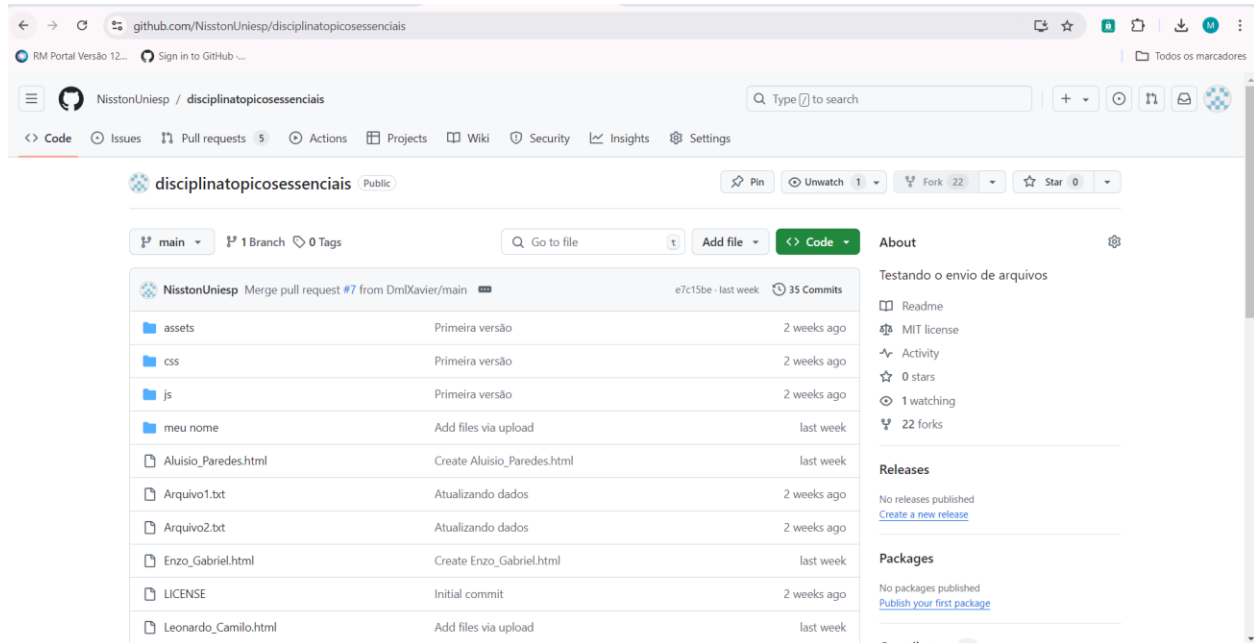 github.com/NisstonUniesp/disciplinatopicosessenciais
M
RM Portal Versão 12... Sign in to GitHub ·... Todos os marcadores
NisstonUniesp / disciplinatopicosessenciais Type / to search
Code Issues Pull requests 5 Actions Projects Wiki Security Insights Settings
disciplinatopicosessenciais Public Pin Unwatch 1 Fork 22 Star 0
main 1 Branch 0 Tags Go to file t Add file Code About
Testando o envio de arquivos
NisstonUniesp Merge pull request #7 from DmlXavier/main e7c15be · last week 35 Commits
Readme
assets Primeira versão 2 weeks ago
MIT license
Activity
css Primeira versão 2 weeks ago
0 stars
js Primeira versão 2 weeks ago
1 watching
22 forks
meu nome Add files via upload last week
Aluisio_Paredes.html Create Aluisio_Paredes.html last week
Releases
Arquivo1.txt Atualizando dados 2 weeks ago
No releases published
Create a new release
Arquivo2.txt Atualizando dados 2 weeks ago
Enzo_Gabriel.html Create Enzo_Gabriel.html last week
Packages
LICENSE Initial commit 2 weeks ago
No packages published
Publish your first package
Leonardo_Camilo.html Add files via upload last week